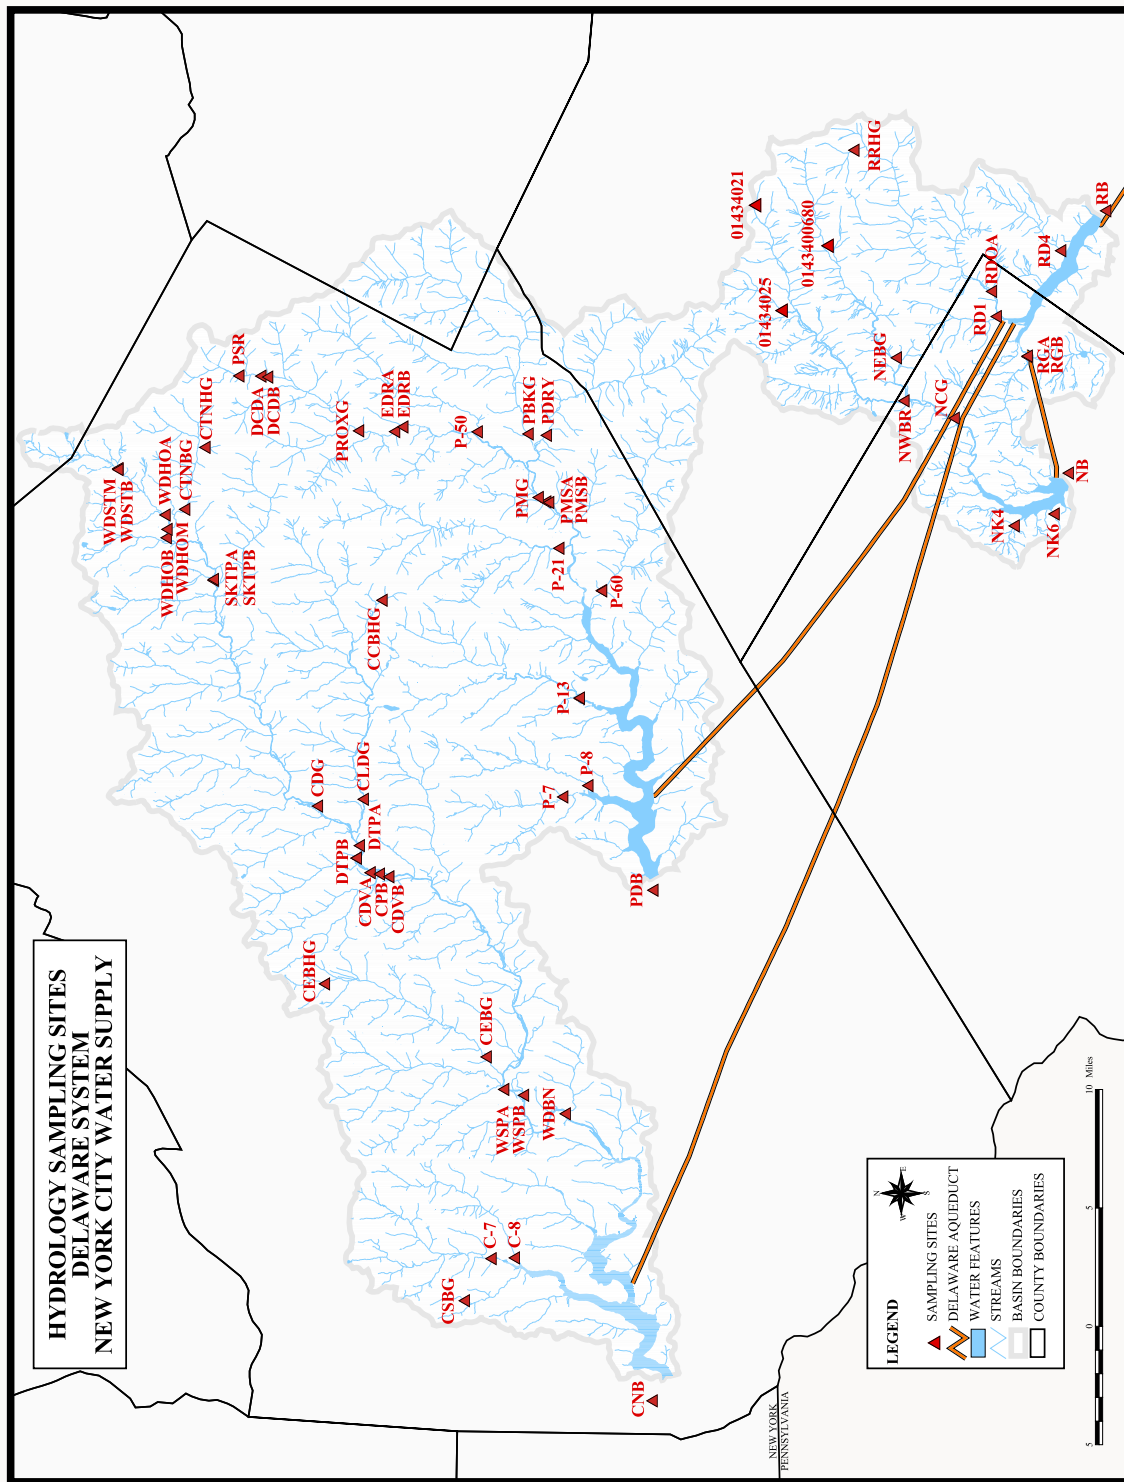 HYDROLOGY SAMPLING SITES
DELAWARE SYSTEM
NEW YORK CITY WATER SUPPLY
WDSTM
WDSTB
WDHOB
WDHOM
WDHOA
CTNBG
CTNHG
PSR
DCDA
DCDB
SKTPA
SKTPB
PROXG
EDRA
EDRB
CCBHG
P-50
PBKG
PDRY
PMG
PMSA
PMSB
P-21
P-60
P-13
P-8
P-7
PDB
CDG
CLDG
DTPB
DTPA
CDVA
CPB
CDVB
CEBHG
CEBG
WSPA
WSPB
WDBN
C-7
C-8
CSBG
CNB
01434021
0143400680
01434025
RRHG
NEBG
NWBR
NCG
RDOA
RD1
RD4
RB
RGA
RGB
NB
NK4
NK6
NEW YORK
PENNSYLVANIA
LEGEND
N
W
E
S
SAMPLING SITES
DELAWARE AQUEDUCT
WATER FEATURES
STREAMS
BASIN BOUNDARIES
COUNTY BOUNDARIES
5 0 5 10 Miles